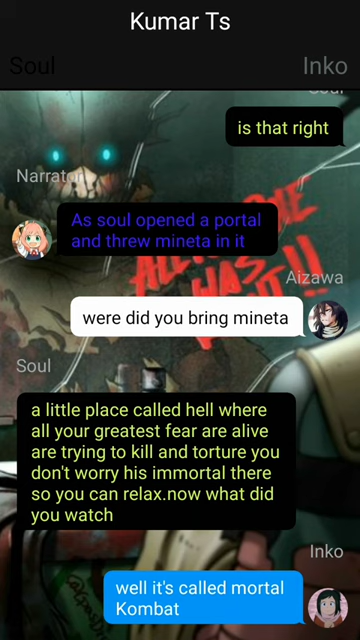 Kumar Ts
Soul
Inko
is that right
Narrator
As soul opened a portal
and threw mineta in it
Aizawa
were did you bring mineta
Soul
a little place called hell where
all your greatest fear are alive
are trying to kill and torture you
don't worry his immortal there
so you can relax.now what did
you watch
Inko
well it's called mortal
Kombat